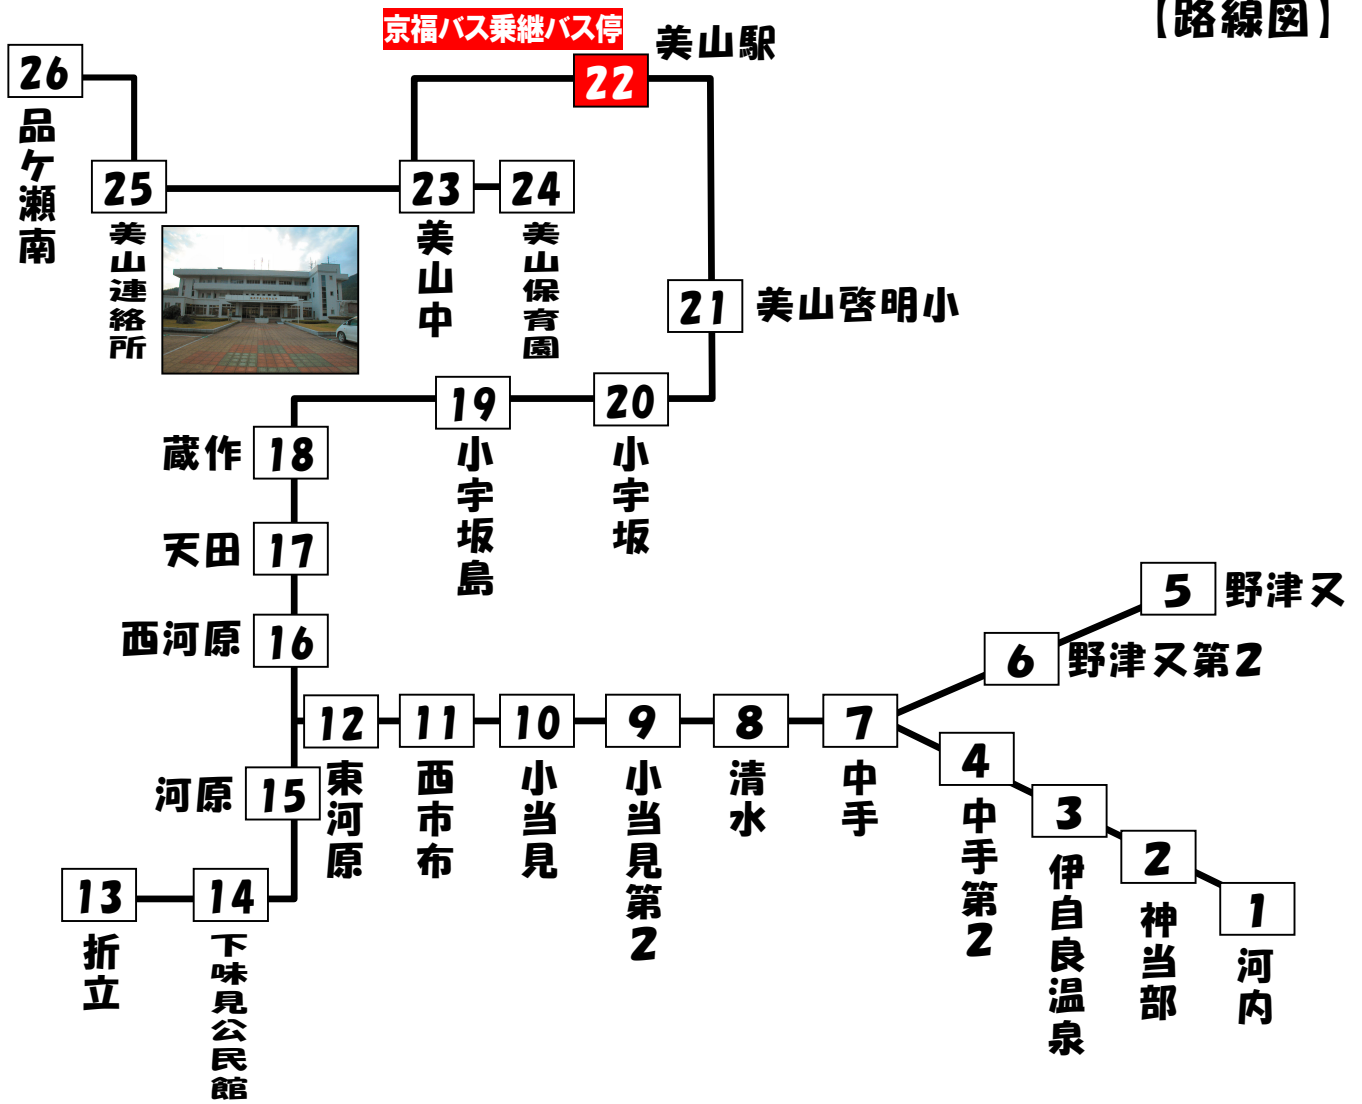 【路線図】
京福バス乗継バス停
美山駅
22
26
品ケ瀬南
25
美山連絡所
23
美山中
24
美山保育園
21
美山啓明小
20
小宇坂
19
小宇坂島
18
蔵作
17
天田
16
西河原
5
野津又
6
野津又第2
12
東河原
11
西市布
10
小当見
9
小当見第2
8
清水
7
中手
4
中手第2
3
伊自良温泉
2
神当部
1
河内
15
河原
14
下味見公民館
13
折立